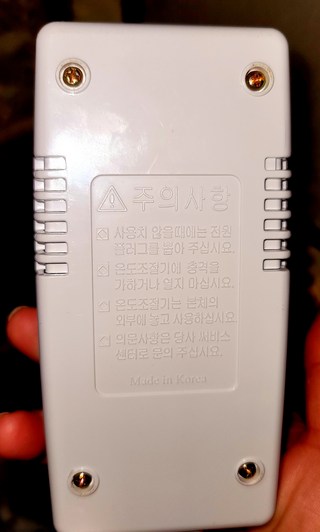 주의사항
사용치 않을때에는 전원
플러그를 뽑아 주십시오.
온도조절기에 충격을
가하거나 열지 마십시오.
온도조절기는 본체의
외부에 놓고 사용하십시오.
의문사항은 당사 써비스
센터로 문의 주십시오.
Made in Korea